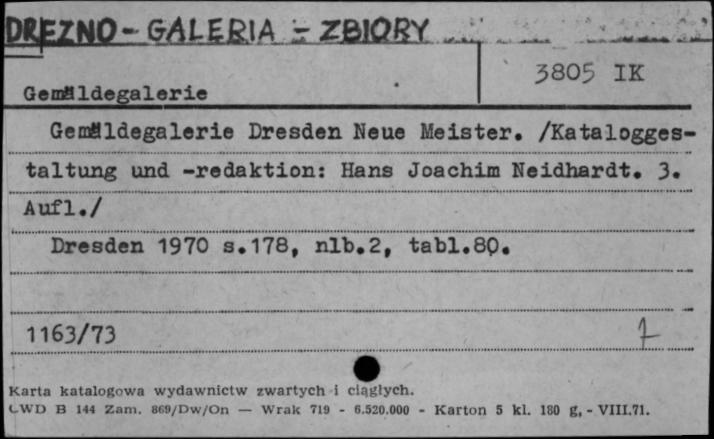 DREZNO - GALERIA - ZBIORY
3805 IK
Gemäldegalerie
Gemäldegalerie Dresden Neue Meister. /Katalogges-
taltung und -redaktion: Hans Joachim Neidhardt. 3.
Aufl./
Dresden 1970 s.178, nlb.2, tabl.80.
1163/73
Karta katalogowa wydawnictw zwartych i ciągłych.
CWD B 144 Zam. 869/Dw/On — Wrak 719 - 6.520.000 - Karton 5 kl. 180 g, - VIII.71.